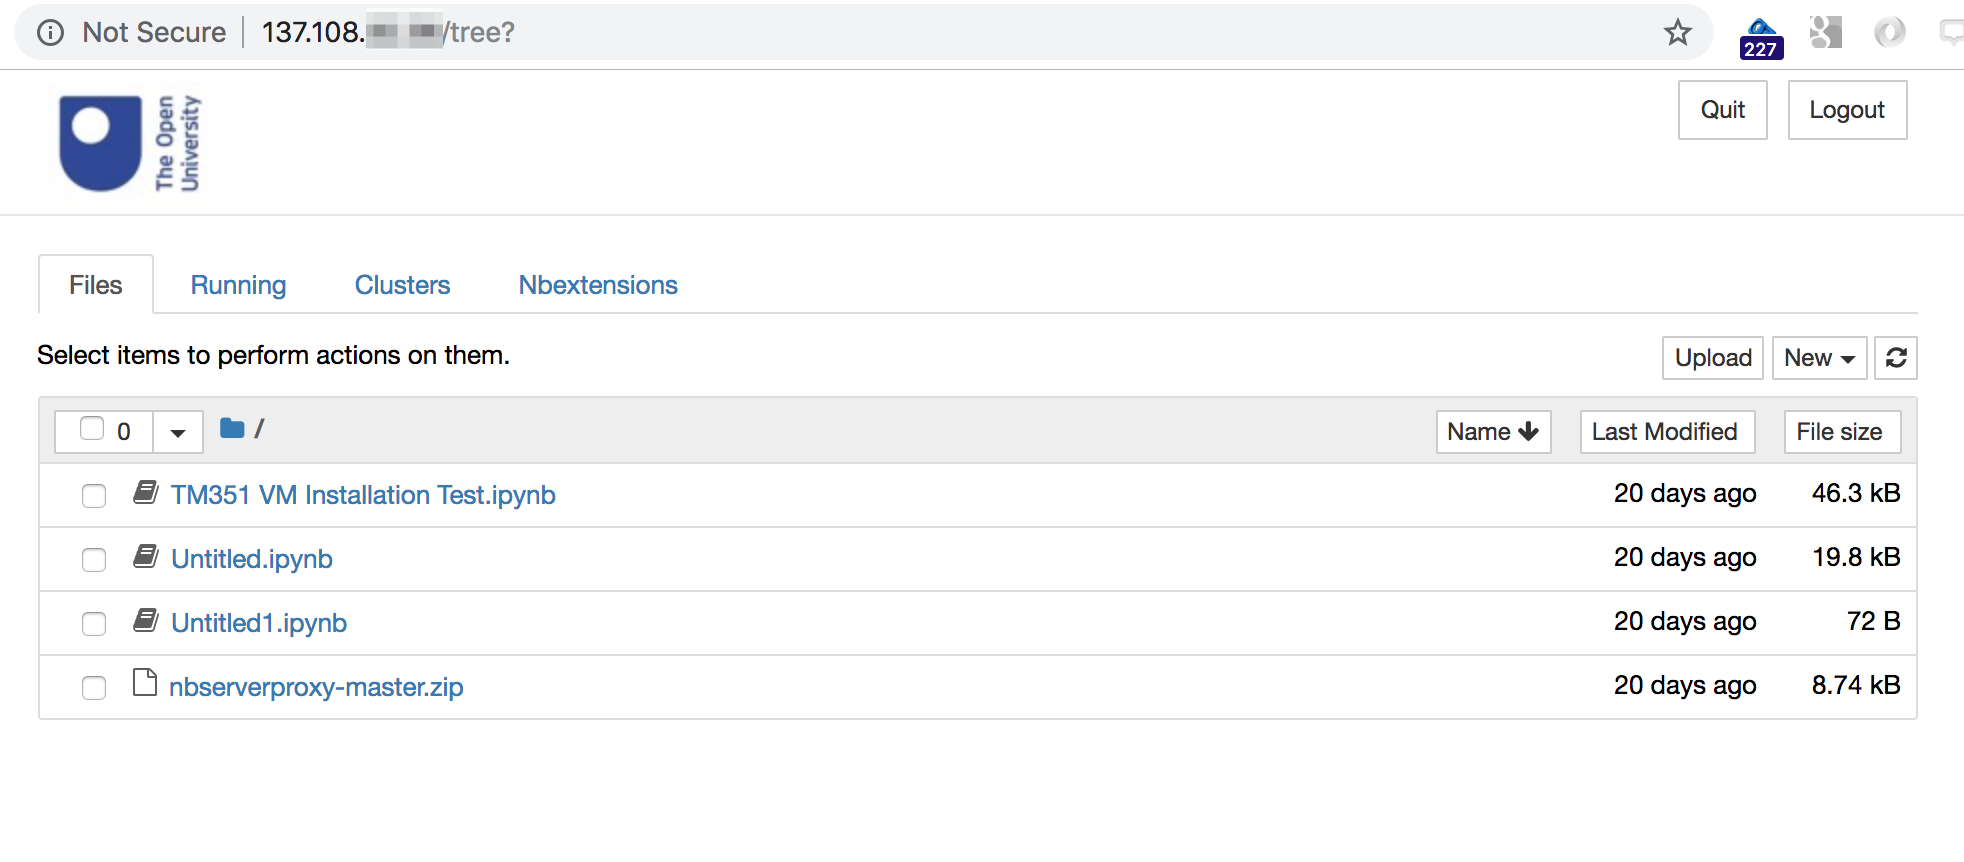 Not Secure | 137.108. /tree?
227
The Open
University
Quit Logout
Files Running Clusters Nbextensions
Select items to perform actions on them.
Upload New
0 / Name Last Modified File size
TM351 VM Installation Test.ipynb 20 days ago 46.3 kB
Untitled.ipynb 20 days ago 19.8 kB
Untitled1.ipynb 20 days ago 72 B
nbserverproxy-master.zip 20 days ago 8.74 kB